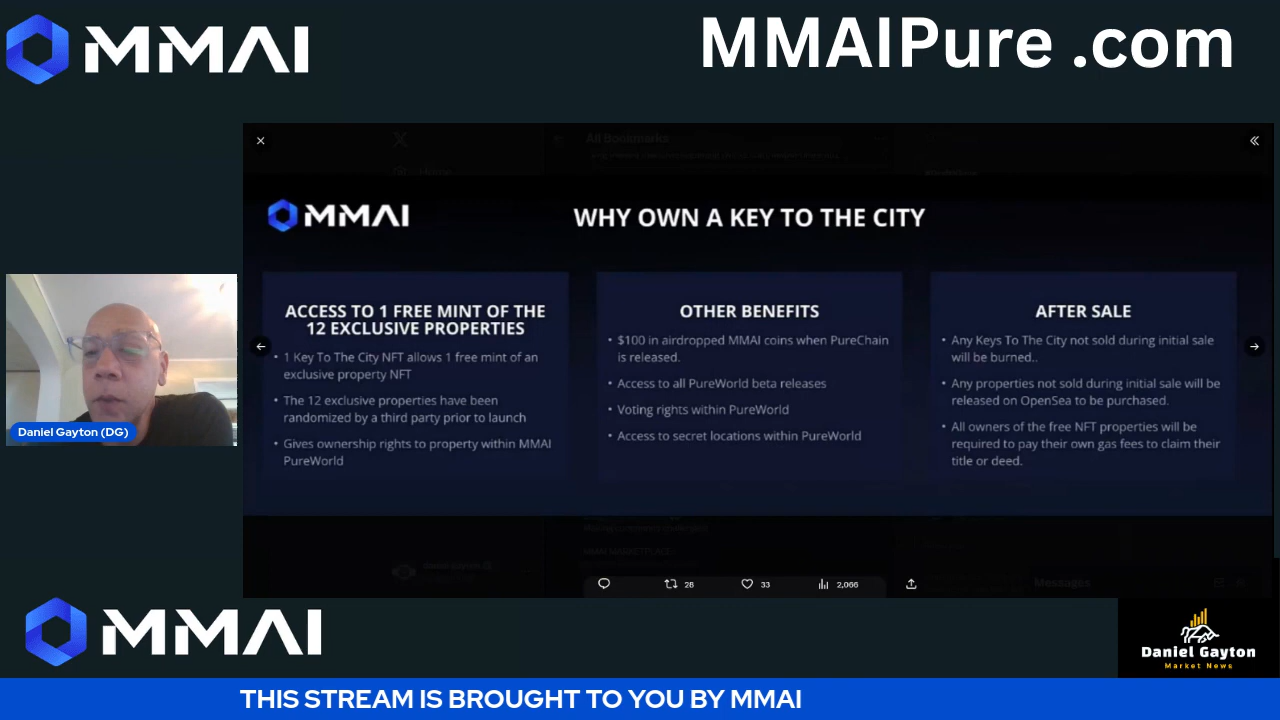 MMAI
MMAIPure .com
All Bookmarks
MMAI
WHY OWN A KEY TO THE CITY
ACCESS TO 1 FREE MINT OF THE
12 EXCLUSIVE PROPERTIES
• 1 Key To The City NFT allows 1 free mint of an
exclusive property NFT
• The 12 exclusive properties have been
randomized by a third party prior to launch
• Gives ownership rights to property within MMAI
PureWorld
OTHER BENEFITS
• $100 in airdropped MMAI coins when PureChain
is released.
• Access to all PureWorld beta releases
• Voting rights within PureWorld
• Access to secret locations within PureWorld
AFTER SALE
• Any Keys To The City not sold during initial sale
will be burned..
• Any properties not sold during initial sale will be
released on OpenSea to be purchased.
• All owners of the free NFT properties will be
required to pay their own gas fees to claim their
title or deed.
Daniel Gayton (DG)
28 33 2,066
Messages
MMAI
Daniel Gayton
Market News
THIS STREAM IS BROUGHT TO YOU BY MMAI